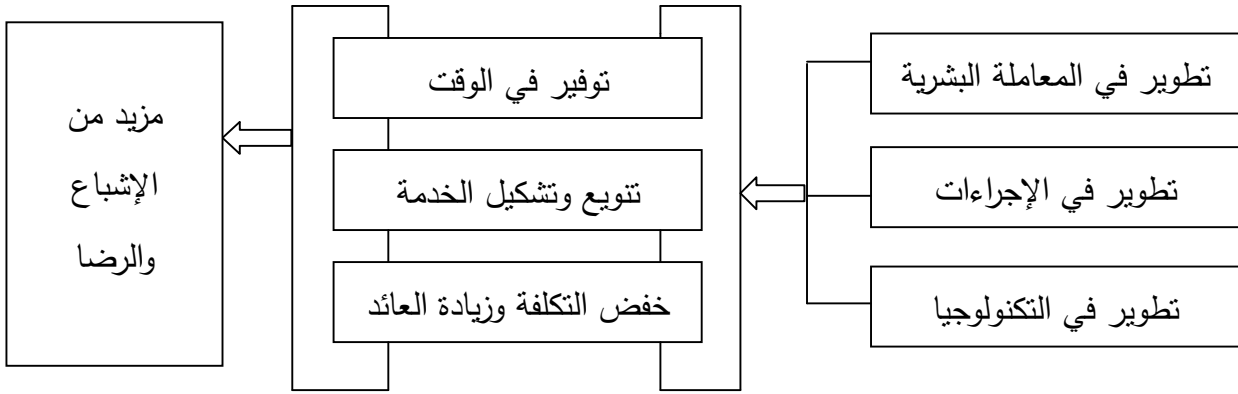 تطوير في المعاملة البشرية
تطوير في الإجراءات
تطوير في التكنولوجيا
توفير في الوقت
تنويع وتشكيل الخدمة
خفض التكلفة وزيادة العائد
مزيد من
الإشباع
والرضا